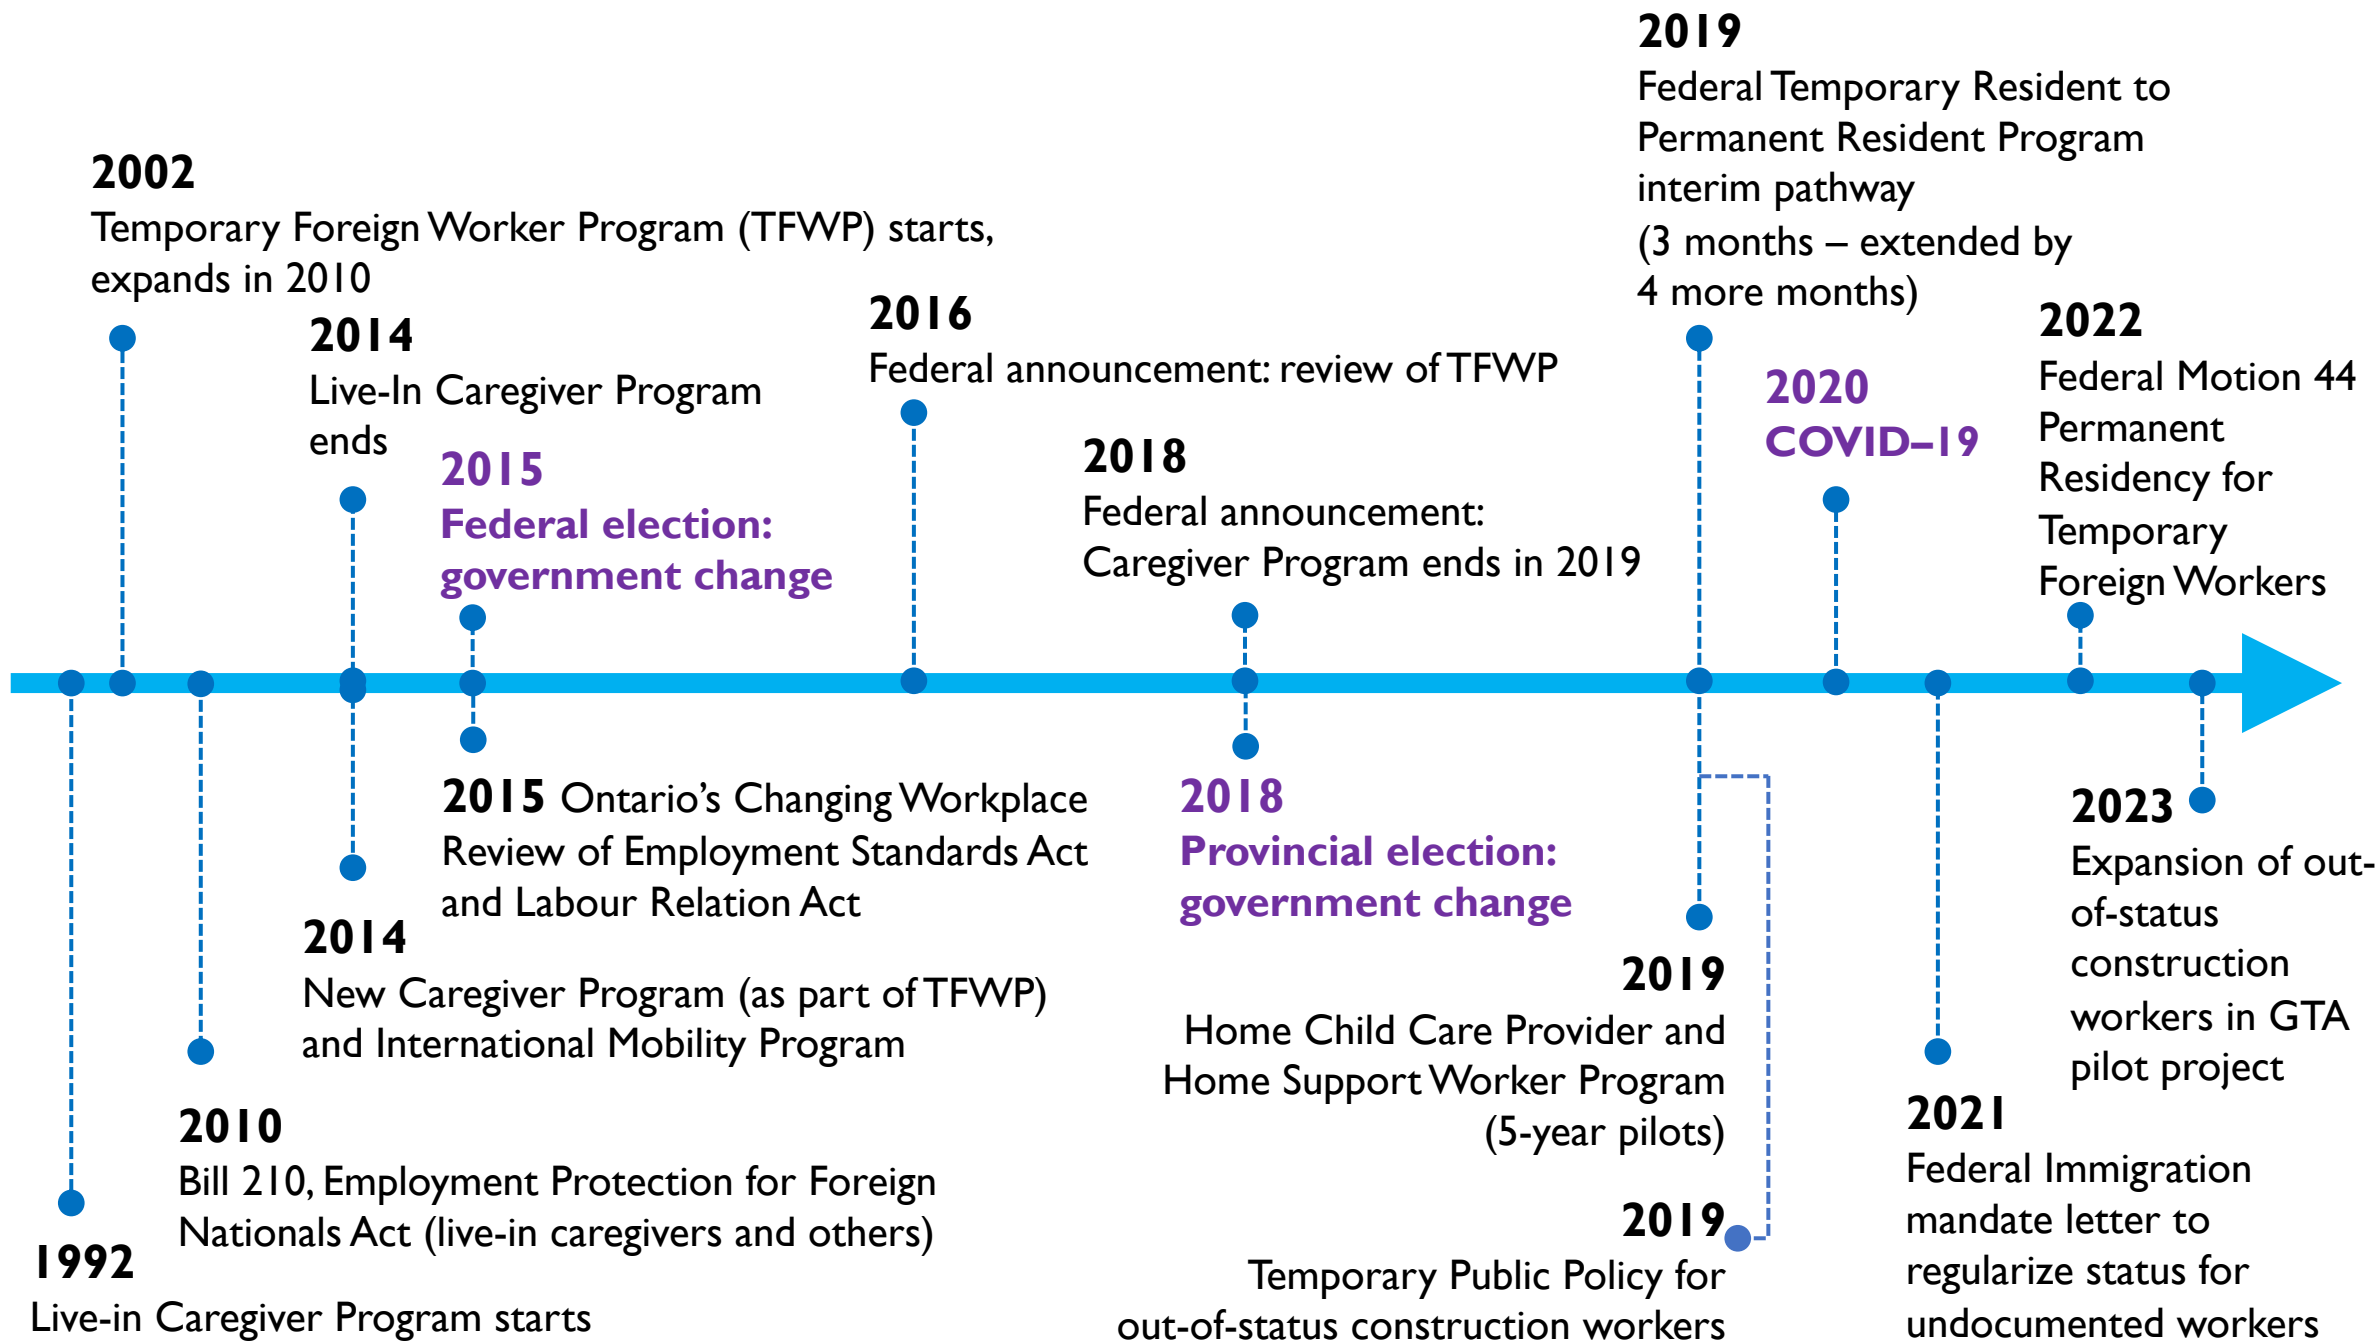 2019
Federal Temporary Resident to
Permanent Resident Program
interim pathway
(3 months – extended by
4 more months)
2002
Temporary Foreign Worker Program (TFWP) starts,
expands in 2010
2014
Live-In Caregiver Program
ends
2015
Federal election:
government change
2016
Federal announcement: review of TFWP
2018
Federal announcement:
Caregiver Program ends in 2019
2020
COVID–19
2022
Federal Motion 44
Permanent
Residency for
Temporary
Foreign Workers
2015 Ontario’s Changing Workplace
Review of Employment Standards Act
and Labour Relation Act
2018
Provincial election:
government change
2023
Expansion of out-
of-status
construction
workers in GTA
pilot project
2014
New Caregiver Program (as part of TFWP)
and International Mobility Program
2019
Home Child Care Provider and
Home Support Worker Program
(5-year pilots)
2010
Bill 210, Employment Protection for Foreign
Nationals Act (live-in caregivers and others)
2021
Federal Immigration
mandate letter to
regularize status for
undocumented workers
2019
Temporary Public Policy for
out-of-status construction workers
1992
Live-in Caregiver Program starts